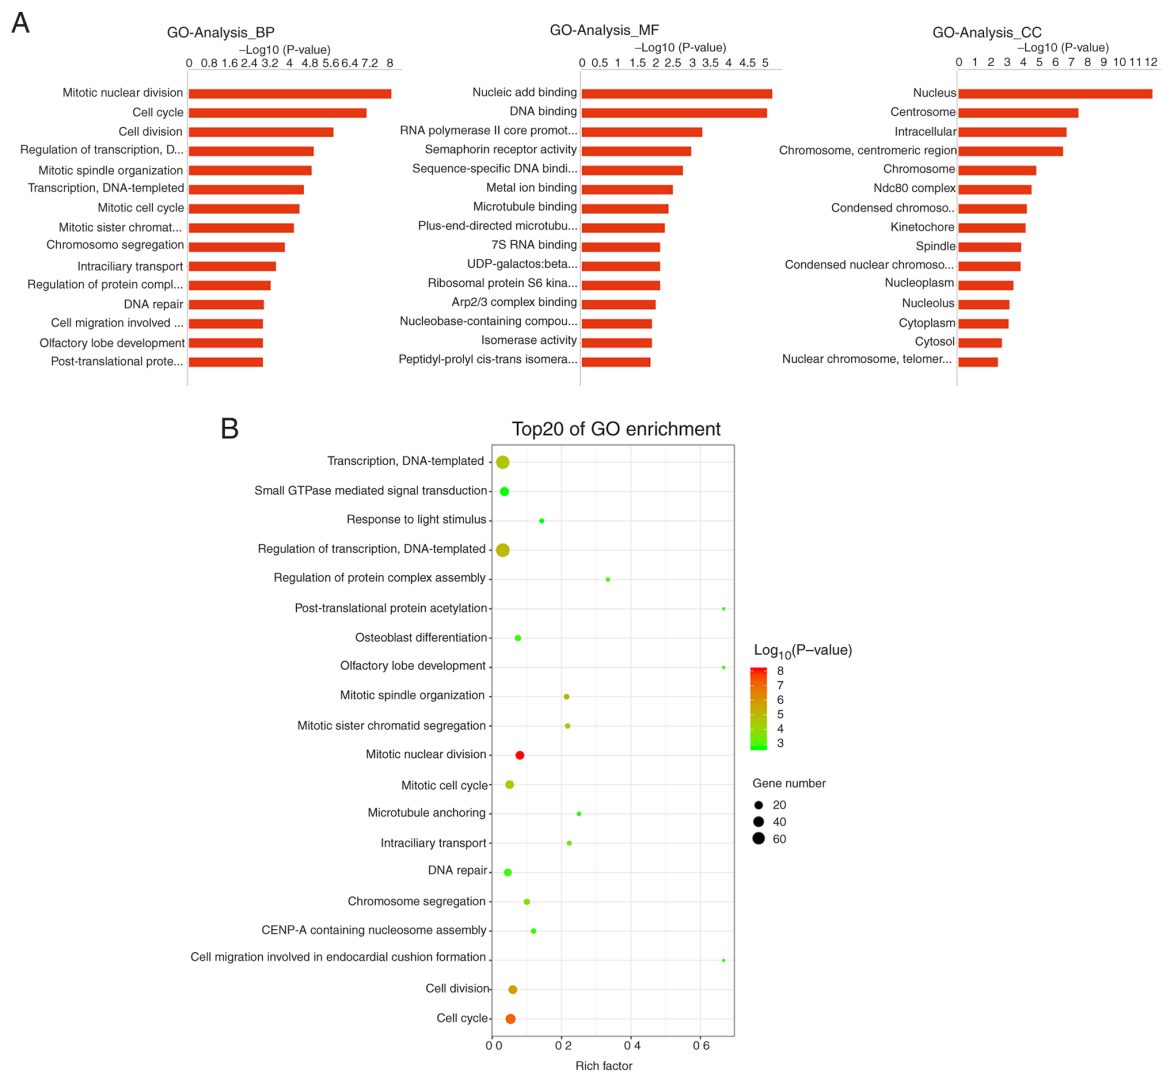 A
GO-Analysis_BP
–Log10 (P-value)
0 0.8 1.6 2.4 3.2 4 4.8 5.6 6.4 7.2 8
Mitotic nuclear division
Cell cycle
Cell division
Regulation of transcription, D...
Mitotic spindle organization
Transcription, DNA-templeted
Mitotic cell cycle
Mitotic sister chromat...
Chromosomo segregation
Intraciliary transport
Regulation of protein compl...
DNA repair
Cell migration involved ...
Olfactory lobe development
Post-translational prote...
GO-Analysis_MF
–Log10 (P-value)
0 0.5 1 1.5 2 2.5 3 3.5 4 4.5 5
Nucleic add binding
DNA binding
RNA polymerase II core promot...
Semaphorin receptor activity
Sequence-specific DNA bindi...
Metal ion binding
Microtubule binding
Plus-end-directed microtubu...
7S RNA binding
UDP-galactos:beta...
Ribosomal protein S6 kina...
Arp2/3 complex binding
Nucleobase-containing compou...
Isomerase activity
Peptidyl-prolyl cis-trans isomera...
GO-Analysis_CC
–Log10 (P-value)
0 1 2 3 4 5 6 7 8 9 10 11 12
Nucleus
Centrosome
Intracellular
Chromosome, centromeric region
Chromosome
Ndc80 complex
Condensed chromoso..
Kinetochore
Spindle
Condensed nuclear chromoso...
Nucleoplasm
Nucleolus
Cytoplasm
Cytosol
Nuclear chromosome, telomer...
B
Top20 of GO enrichment
Transcription, DNA-templated
Small GTPase mediated signal transduction
Response to light stimulus
Regulation of transcription, DNA-templated
Regulation of protein complex assembly
Post-translational protein acetylation
Osteoblast differentiation
Olfactory lobe development
Mitotic spindle organization
Mitotic sister chromatid segregation
Mitotic nuclear division
Mitotic cell cycle
Microtubule anchoring
Intraciliary transport
DNA repair
Chromosome segregation
CENP-A containing nucleosome assembly
Cell migration involved in endocardial cushion formation
Cell division
Cell cycle
0 0 0 2 0 4 0 6
Rich factor
Log10(P–value)
8
7
6
5
4
3
Gene number
20
40
60